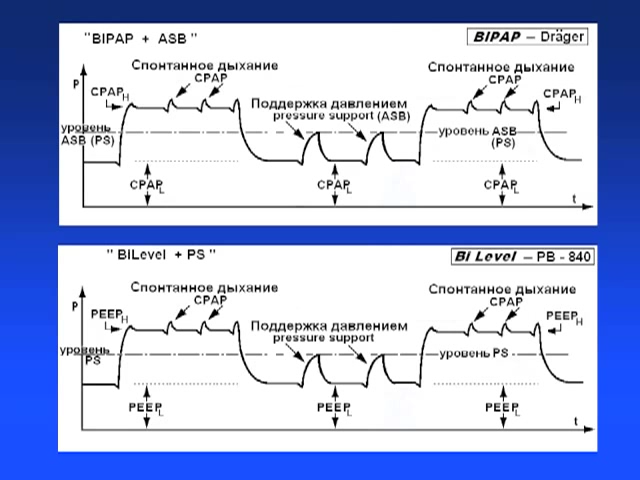 "BIPAP + ASB"
BIPAP – Dräger
Спонтанное дыхание
CPAP
Спонтанное дыхание
CPAP
P
CPAP H
CPAP H
Поддержка давлением
pressure support (ASB)
уровень
ASB (PS)
уровень ASB
(PS)
CPAP L
CPAP L
CPAP L
t
" BiLevel + PS "
Bi Level – PB - 840
Спонтанное дыхание
CPAP
Спонтанное дыхание
CPAP
P
PEEP H
PEEP H
Поддержка давлением
pressure support
уровень
PS
уровень PS
PEEP L
PEEP L
PEEP L
t